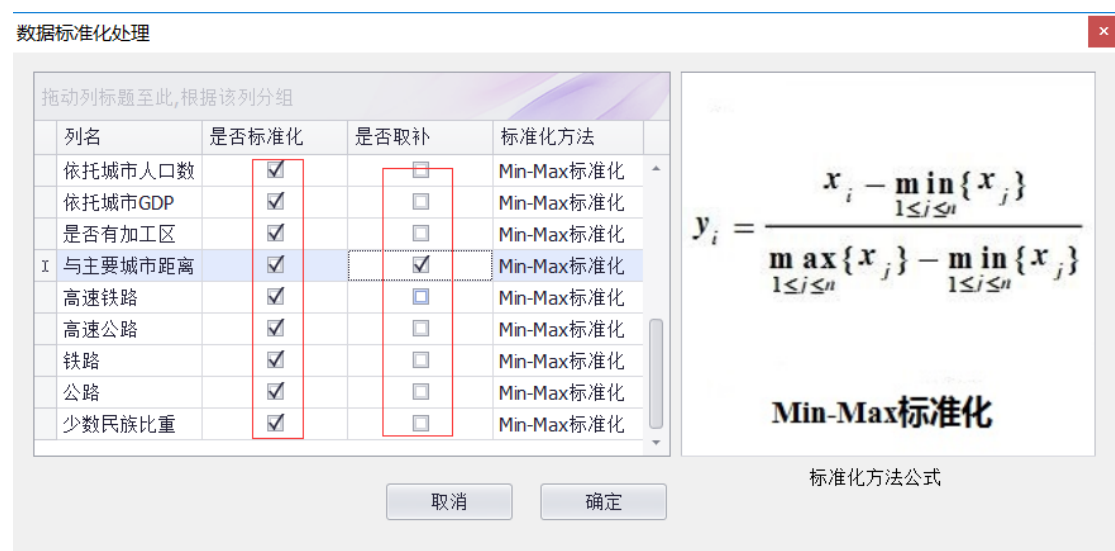 数据标准化处理
×
拖动列标题至此,根据该列分组
列名 是否标准化 是否取补 标准化方法
依托城市人口数 Min-Max标准化
依托城市GDP Min-Max标准化
是否有加工区 Min-Max标准化
与主要城市距离 Min-Max标准化
高速铁路 Min-Max标准化
高速公路 Min-Max标准化
铁路 Min-Max标准化
公路 Min-Max标准化
少数民族比重 Min-Max标准化
y_i = (x_i − min_{1≤j≤n}{x_j}) / (max_{1≤j≤n}{x_j} − min_{1≤j≤n}{x_j})
Min-Max标准化
标准化方法公式
取消 确定